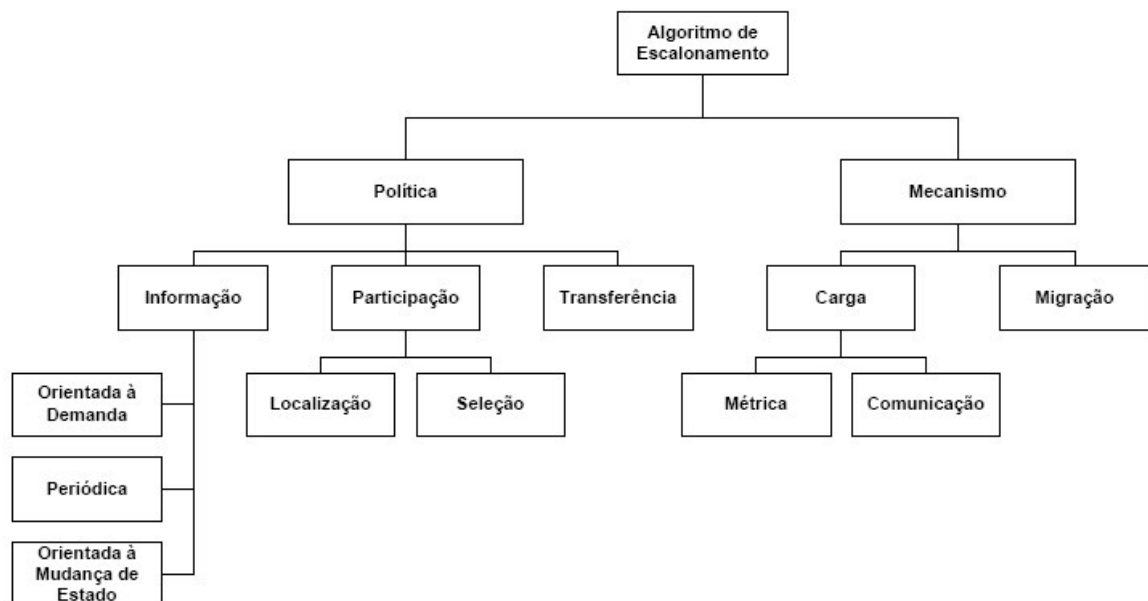 Algoritmo de
Escalonamento
Política
Mecanismo
Informação
Participação
Transferência
Carga
Migração
Orientada à
Demanda
Localização
Seleção
Métrica
Comunicação
Periódica
Orientada à
Mudança de
Estado